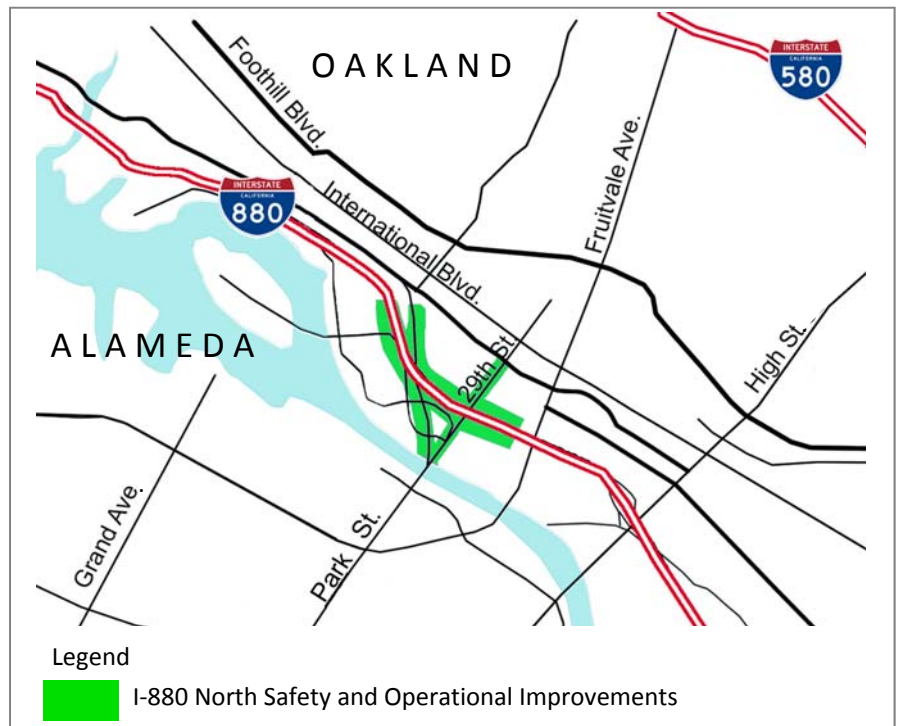 OAKLAND
INTERSTATE
CALIFORNIA
580
Foothill Blvd.
Fruitvale Ave.
INTERSTATE
CALIFORNIA
880
International Blvd.
ALAMEDA
29th St.
High St.
Grand Ave.
Park St.
Legend
I-880 North Safety and Operational Improvements